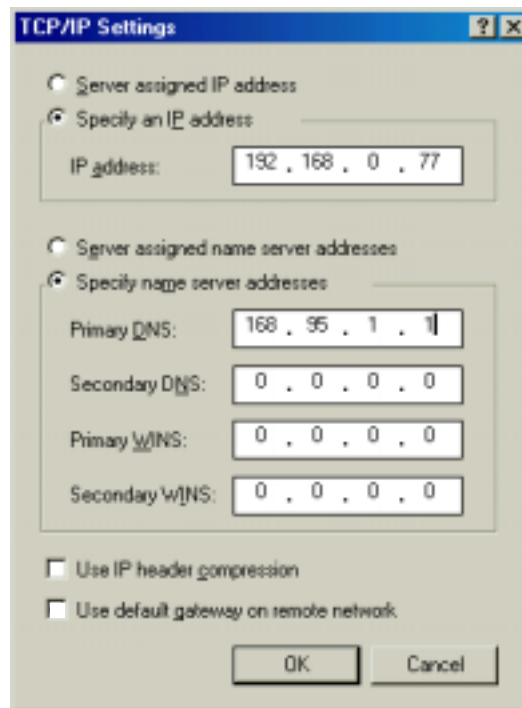 TCP/IP Settings
Server assigned IP address
Specify an IP address
IP address: 192 . 168 . 0 . 77
Server assigned name server addresses
Specify name server addresses
Primary DNS: 168 . 95 . 1 . 1
Secondary DNS: 0 . 0 . 0 . 0
Primary WINS: 0 . 0 . 0 . 0
Secondary WINS: 0 . 0 . 0 . 0
Use IP header compression
Use default gateway on remote network
OK Cancel